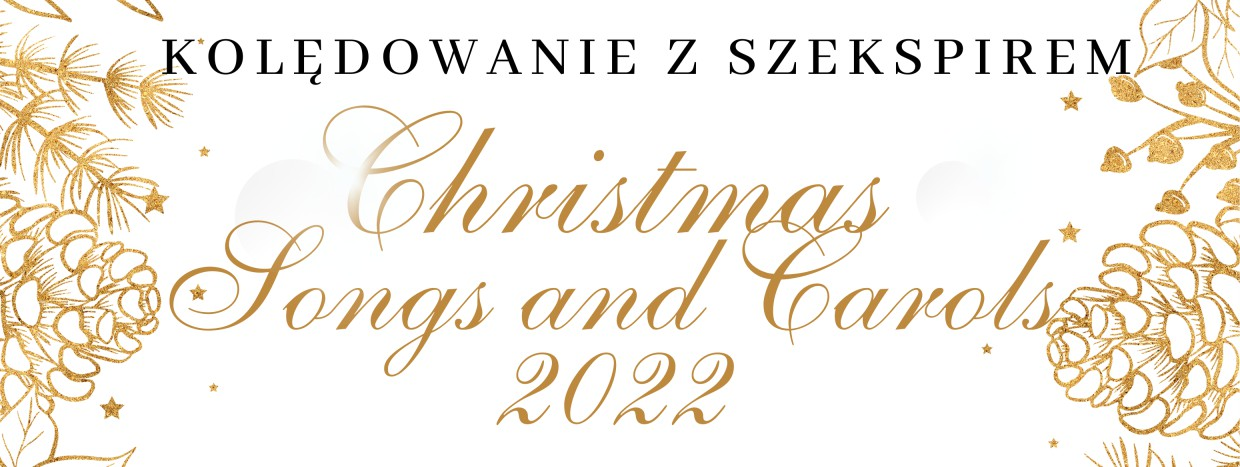 KOLĘDOWANIE Z SZEKSPIREM
Christmas
Songs and Carols
2022